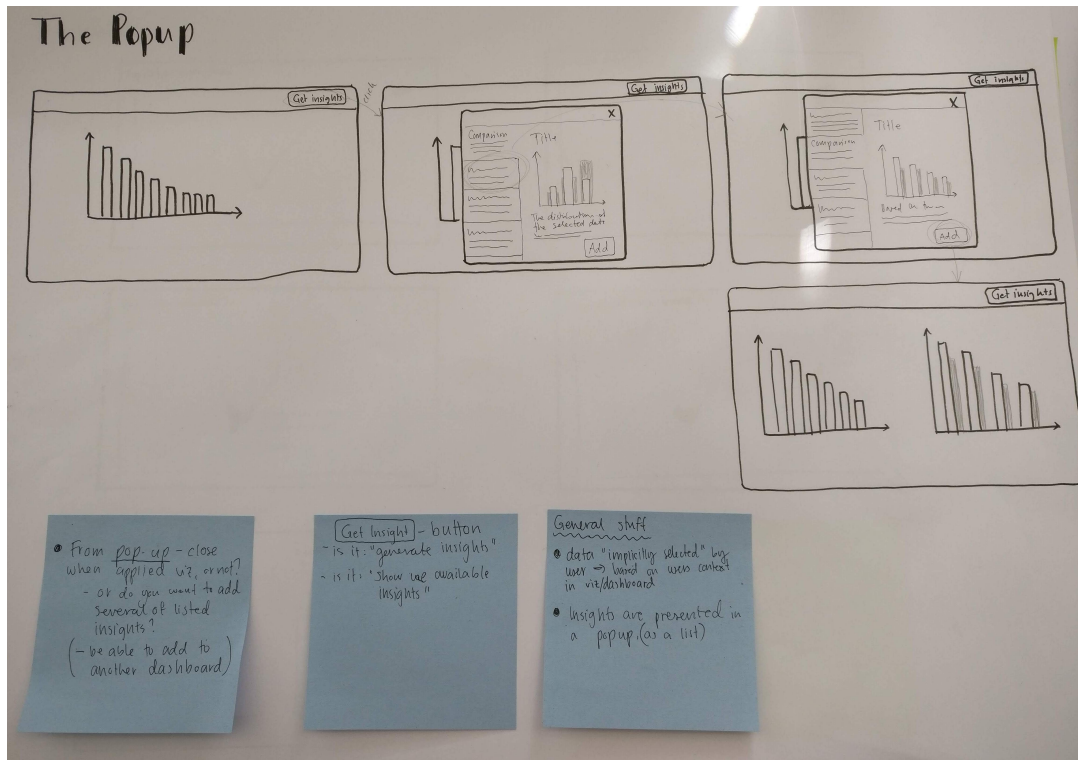 The Popup
Get insights
click
Get insights
X
Comparison
Title
The distribution of
the selected data
Add
Get insights
X
Comparison
Title
Based on
Add
Get insights
• From pop-up - close
when applied viz, or not?
- or do you want to add
several of listed
insights?
(- be able to add to
another dashboard)
Get Insight - button
- is it: "generate insights"
- is it: "show me available
insights"
General stuff
• data "implicitly selected" by
user → based on users context
in viz/dashboard
• Insights are presented in
a popup. (as a list)